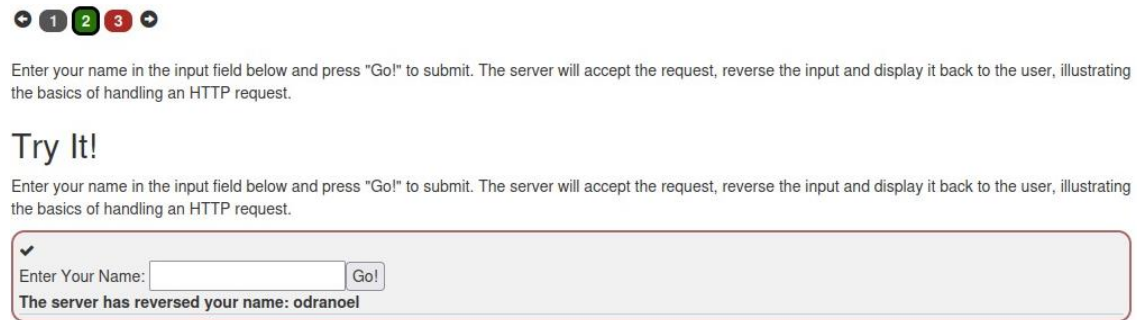 1 2 3
Enter your name in the input field below and press "Go!" to submit. The server will accept the request, reverse the input and display it back to the user, illustrating
the basics of handling an HTTP request.
Try It!
Enter your name in the input field below and press "Go!" to submit. The server will accept the request, reverse the input and display it back to the user, illustrating
the basics of handling an HTTP request.
Enter Your Name: Go!
The server has reversed your name: odranoel